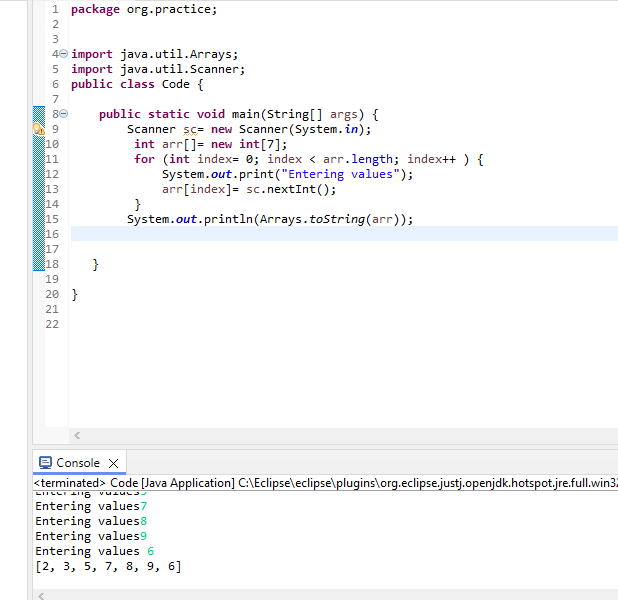 1 package org.practice;
2
3
4 import java.util.Arrays;
5 import java.util.Scanner;
6 public class Code {
7
8 public static void main(String[] args) {
9 Scanner sc= new Scanner(System.in);
10 int arr[]= new int[7];
11 for (int index= 0; index < arr.length; index++ ) {
12 System.out.print("Entering values");
13 arr[index]= sc.nextInt();
14 }
15 System.out.println(Arrays.toString(arr));
16
17
18 }
19
20 }
21
22
Console
<terminated> Code [Java Application] C:\Eclipse\eclipse\plugins\org.eclipse.justj.openjdk.hotspot.jre.full.win32
Entering values5
Entering values7
Entering values8
Entering values9
Entering values 6
[2, 3, 5, 7, 8, 9, 6]